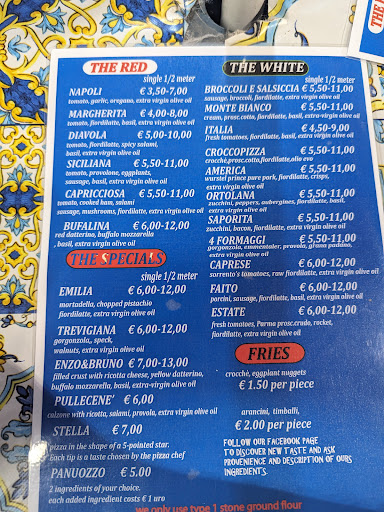 THE RED
single 1/2 meter
NAPOLI € 3,50-7,00
tomato, garlic, oregano, extra virgin olive oil
MARGHERITA € 4,00-8,00
tomato, fiordilatte, basil, extra virgin olive oil
DIAVOLA € 5,00-10,00
tomato, fiordilatte, spicy salami,
basil, extra virgin olive oil
SICILIANA € 5,50-11,00
tomato, provolone, eggplants,
sausage, basil, extra virgin olive oil
CAPRICCIOSA € 5,50-11,00
tomato, cooked ham, salami
sausage, mushrooms, fiordilatte, extra virgin olive oil
BUFALINA € 6,00-12,00
red datterino, buffalo mozzarella
, basil, extra virgin olive oil
THE SPECIALS
single 1/2 meter
EMILIA € 6,00-12,00
mortadella, chopped pistachio
fiordilatte, extra virgin olive oil
TREVIGIANA € 6,00-12,00
gorgonzola, speck,
walnuts, extra virgin olive oil
ENZO&BRUNO € 7,00-13,00
filled crust with ricotta cheese, yellow datterino,
buffalo mozzarella, basil, extra-virgin olive oil
PULLECENE' € 6,00
calzone with ricotta, salami, provola, extra virgin olive oil
STELLA € 7,00
pizza in the shape of a 5-pointed star.
Each tip is a taste chosen by the pizza chef
PANUOZZO € 5.00
2 ingredients of your choice.
each added ingredient costs € 1 uro
THE WHITE
single 1/2 meter
BROCCOLI E SALSICCIA € 5,50-11,00
sausage, broccoli, fiordilatte, extra virgin olive oil
MONTE BIANCO € 5,50-11,00
cream, prosc.cotto, fiordilatte, basil, extra virgin olive oil
ITALIA € 4,50-9,00
fresh tomatoes, fiordilatte, basil, extra virgin olive oil
CROCCOPIZZA € 5,50-11,00
crocchè,prosc.cotto,fiordilatte,olio evo
AMERICA € 5,50-11,00
wurstel prince pure pork, fiordilatte, crisps,
extra virgin olive oil
ORTOLANA € 5,50-11,00
zucchini, peppers, aubergines, fiordilatte, basil,
extra virgin olive oil
SAPORITA € 5,50-11,00
zucchini, bacon, fiordilatte, extra virgin olive oil
4 FORMAGGI € 5,50-11,00
gorgonzola, emmentaler, provola, grana padano,
extra virgin olive oil
CAPRESE € 6,00-12,00
sorrento's tomatoes, raw fiordilatte, extra virgin olive oil
FAITO € 6,00-12,00
porcini, sausage, fiordilatte, basil, extra virgin olive oil
ESTATE € 6,00-12,00
fresh tomatoes, Parma prosc.crudo, rocket,
fiordilatte, extra virgin olive oil
FRIES
crocchè, eggplant nuggets
€ 1.50 per piece
arancini, timballi,
€ 2.00 per piece
FOLLOW OUR FACEBOOK PAGE
TO DISCOVER NEW TASTE AND ASK
PROVENIENCE AND DESCRIPTION OF OURS
INGREDIENTS.
we only use type 1 stone ground flour